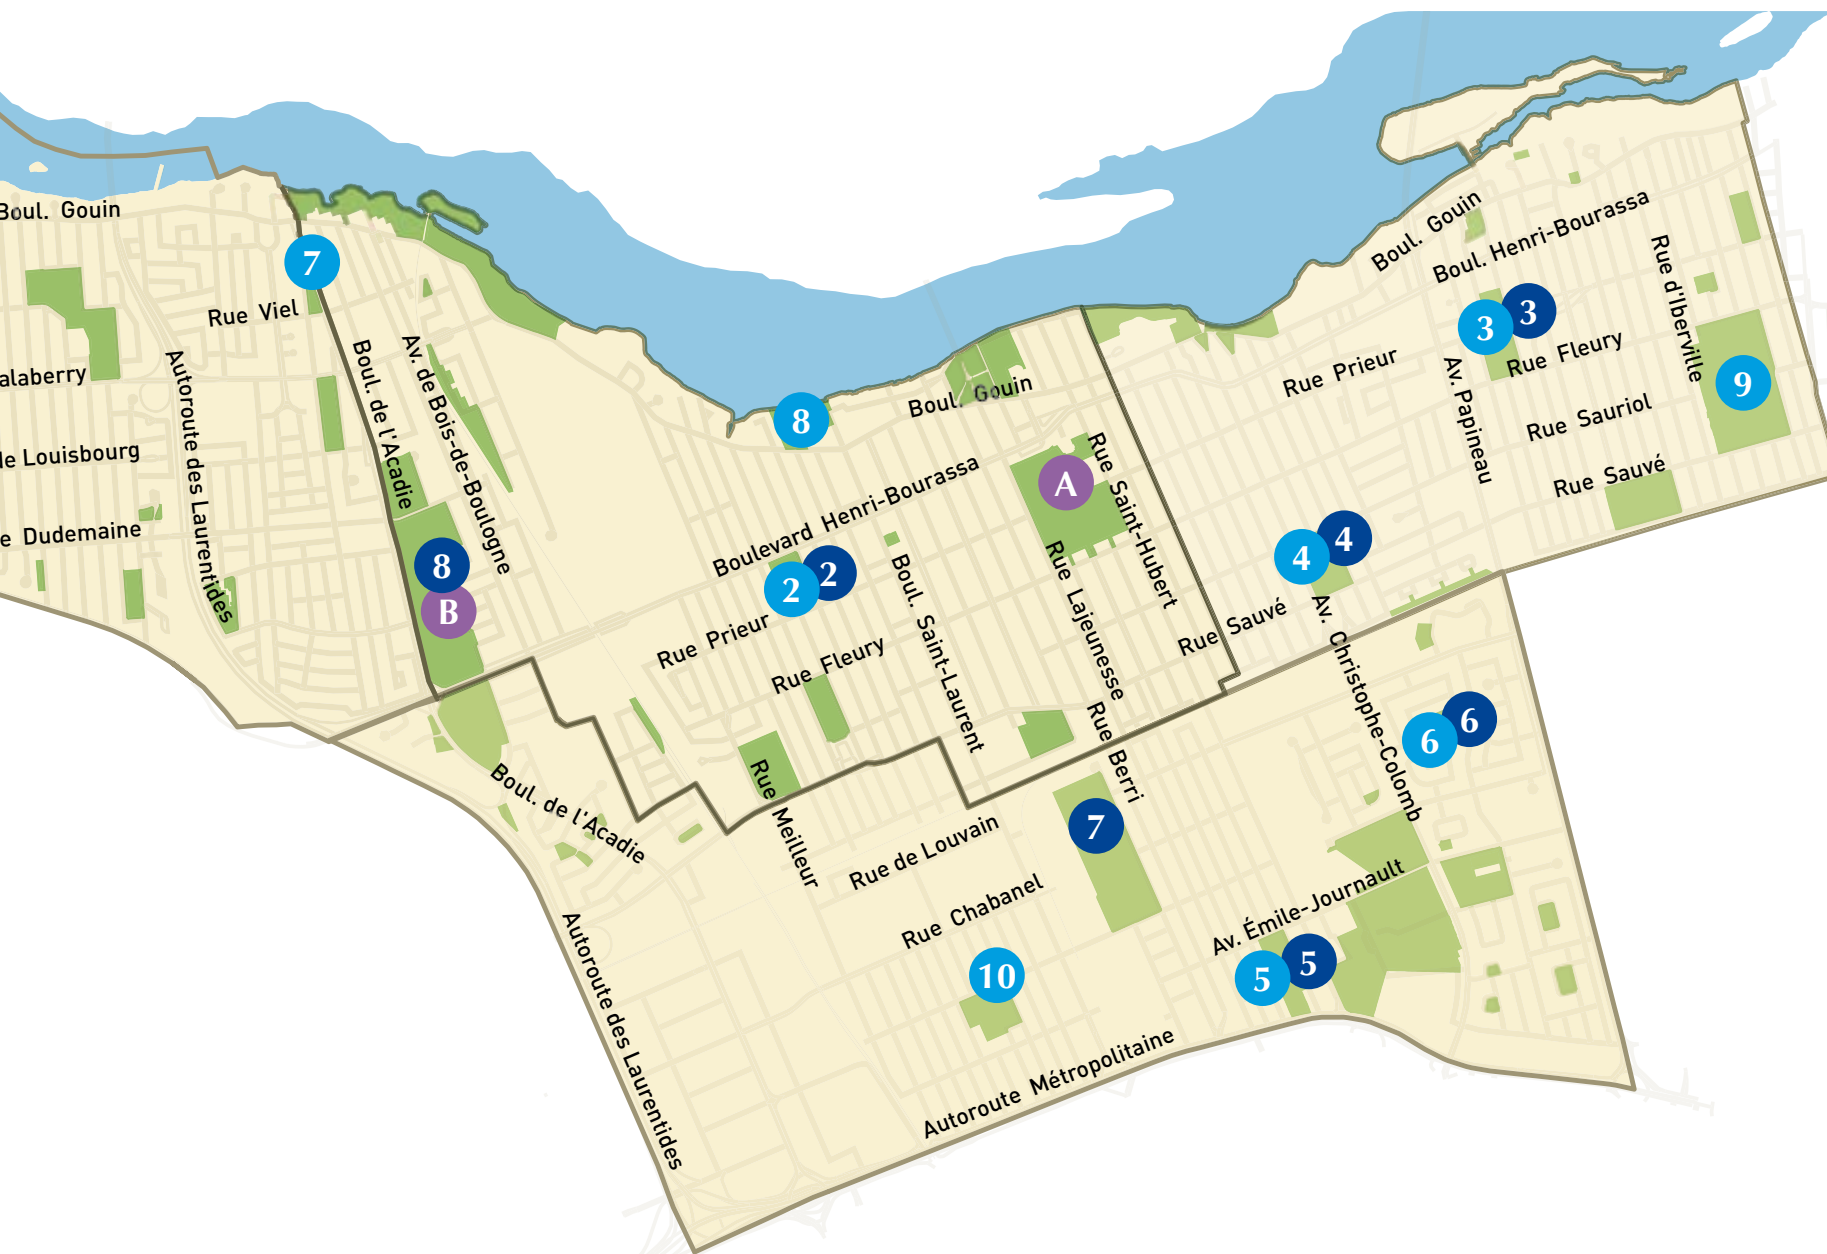 Boul. Gouin
7
Rue Viel
alaberry
Autoroute des Laurentides
Boul. de l'Acadie
Av. de Bois-de-Boulogne
de Louisbourg
e Dudemaine
8
B
8
Boul. Gouin
Boulevard Henri-Bourassa
A
Rue Saint-Hubert
2
2
Rue Prieur
Rue Fleury
Boul. Saint-Laurent
Rue Lajeunesse
Rue Sauvé
Boul. Gouin
Boul. Henri-Bourassa
Rue d'Iberville
3
3
Rue Prieur
Av. Papineau
Rue Fleury
9
Rue Sauriol
Rue Sauvé
4
4
Av. Christophe-Colomb
6
6
Boul. de l'Acadie
Rue Meilleur
Rue Berri
Rue de Louvain
7
Rue Chabanel
Av. Émile-Journault
10
5
5
Autoroute des Laurentides
Autoroute Métropolitaine